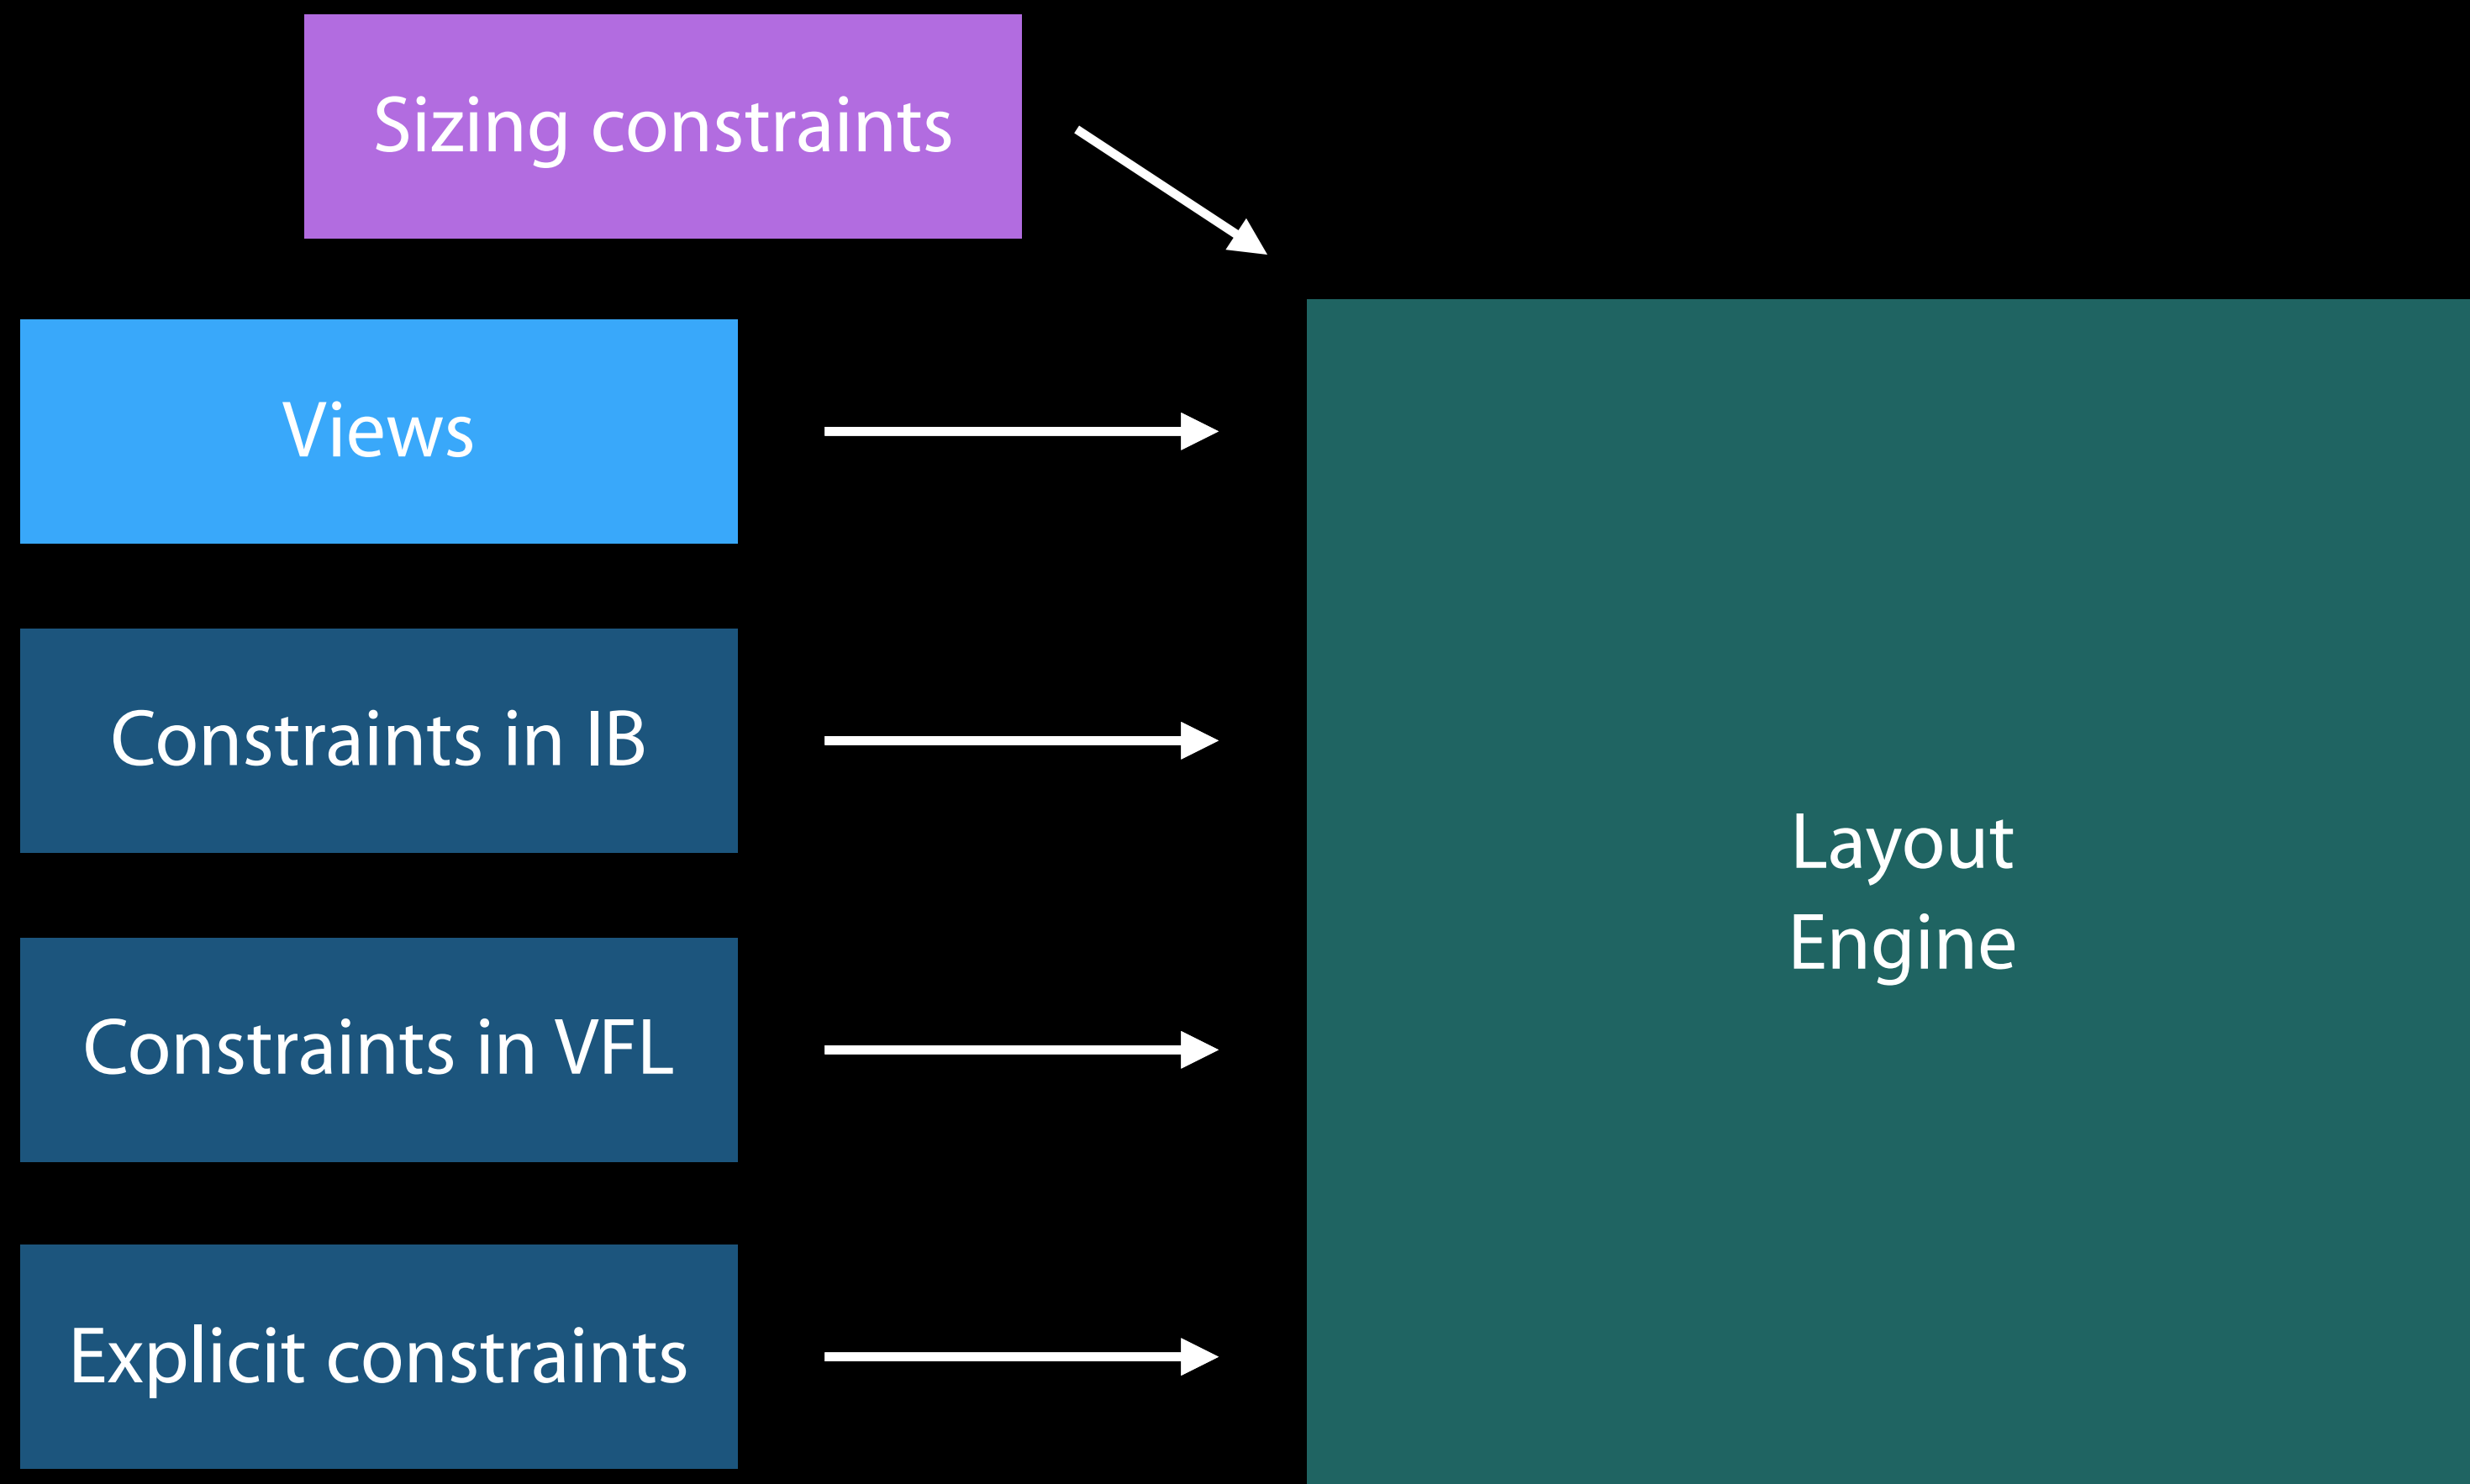 Sizing constraints
Views
Constraints in IB
Constraints in VFL
Explicit constraints
Layout
Engine